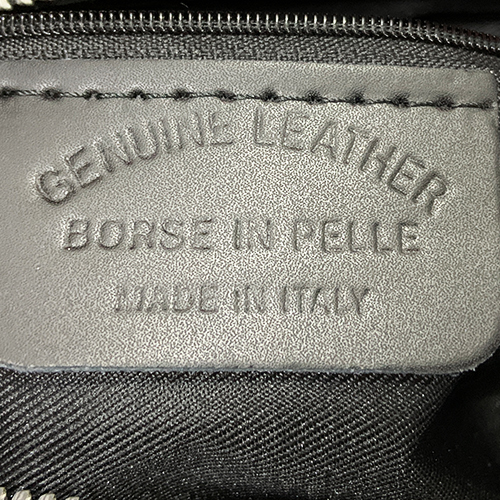 GENUINE LEATHER
BORSE IN PELLE
MADE IN ITALY